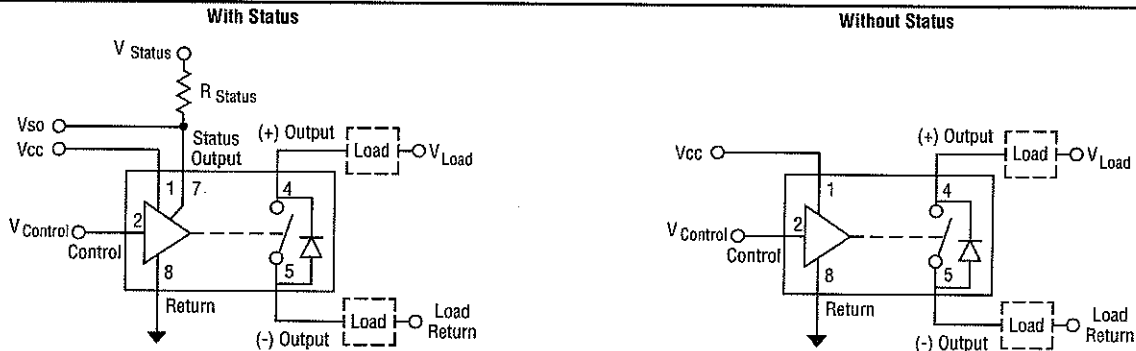 With Status
V Status
R Status
Vso
Vcc
Status
Output
(+) Output
Load
V Load
1 7
4
2
V Control
Control
8
5
Return
(-) Output
Load
Load
Return
Without Status
Vcc
(+) Output
Load
V Load
1
4
2
V Control
Control
8
5
Return
(-) Output
Load
Load
Return